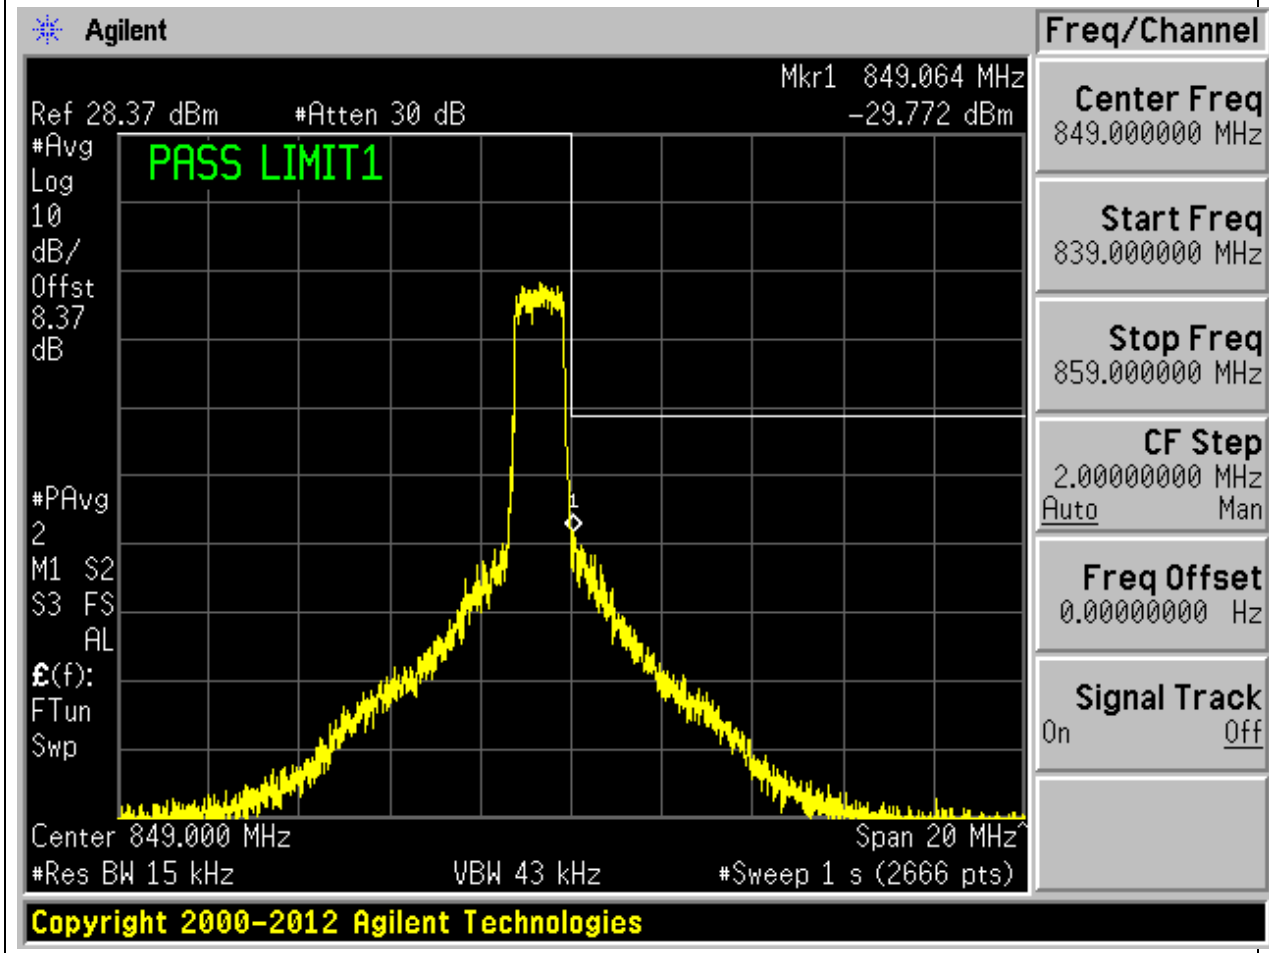 Agilent
Freq/Channel
Mkr1 849.064 MHz
Ref 28.37 dBm #Atten 30 dB -29.772 dBm
#Avg
Log
10
dB/
Offst
8.37
dB
PASS LIMIT1
1
#PAvg
2
M1 S2
S3 FS
AL
£(f):
FTun
Swp
Center 849.000 MHz Span 20 MHz^
#Res BW 15 kHz VBW 43 kHz #Sweep 1 s (2666 pts)
Center Freq
849.000000 MHz
Start Freq
839.000000 MHz
Stop Freq
859.000000 MHz
CF Step
2.00000000 MHz
Auto Man
Freq Offset
0.00000000 Hz
Signal Track
On Off
Copyright 2000-2012 Agilent Technologies